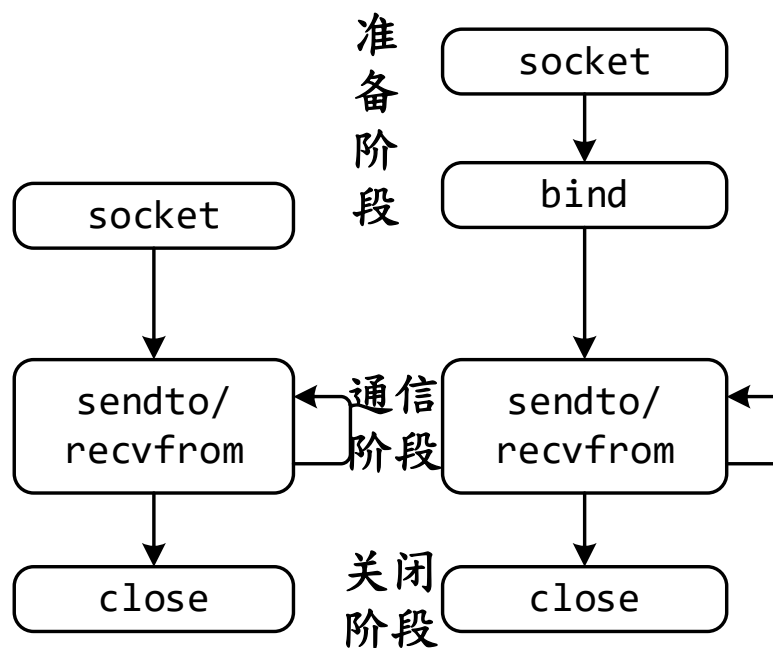 准
备
阶
段
socket
bind
socket
sendto/
recvfrom
通信
阶段
sendto/
recvfrom
close
关闭
阶段
close